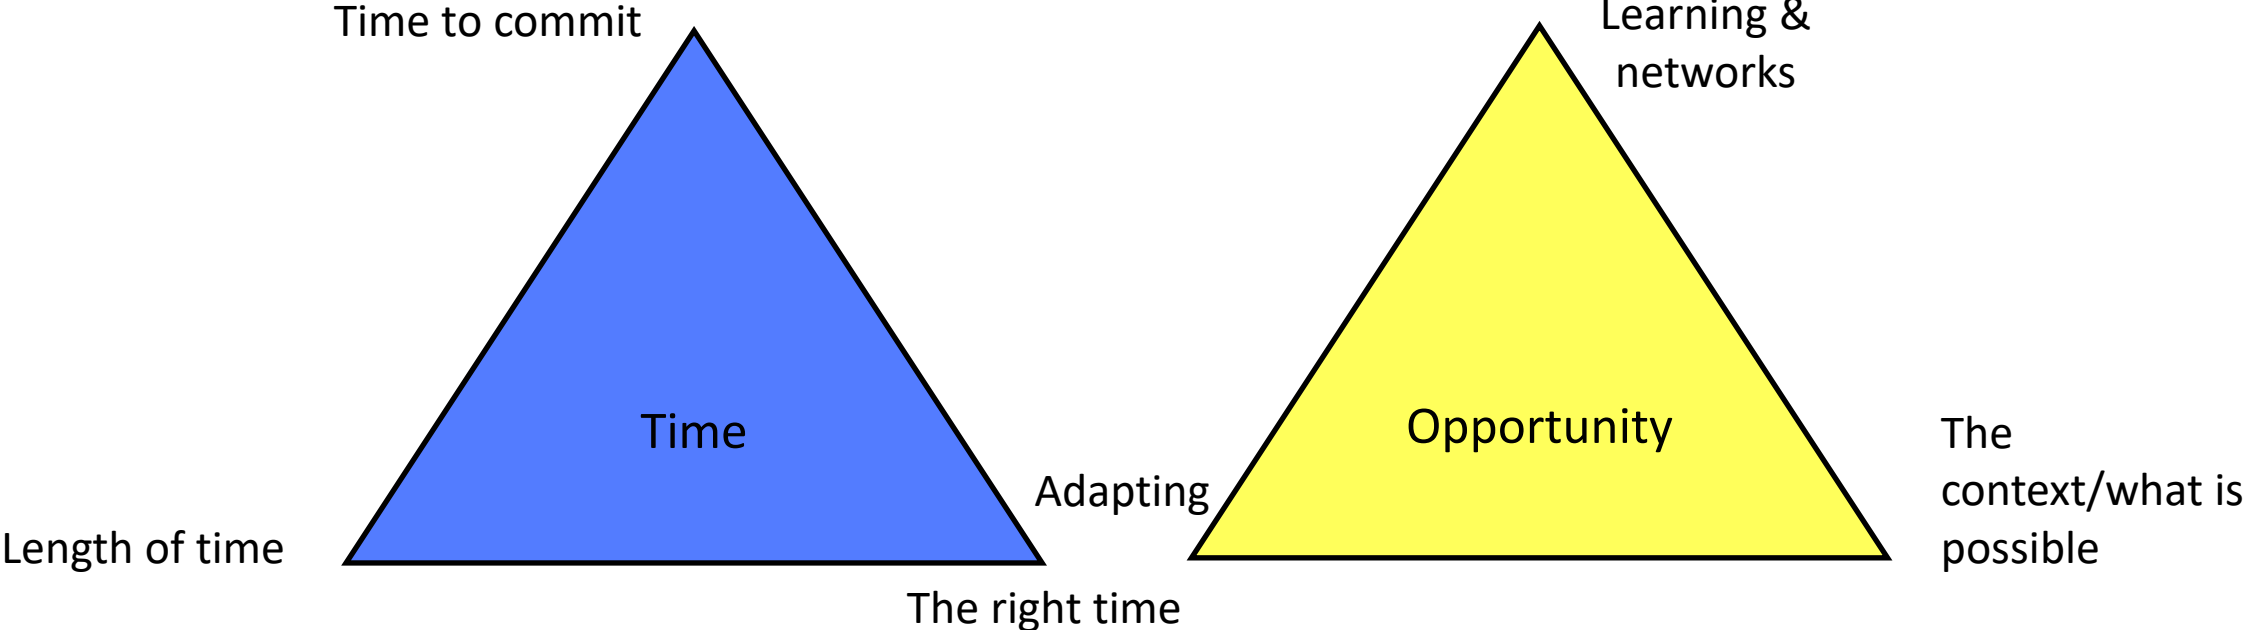 Time to commit
Time
Length of time
The right time
Learning &
networks
Opportunity
Adapting
The
context/what is
possible